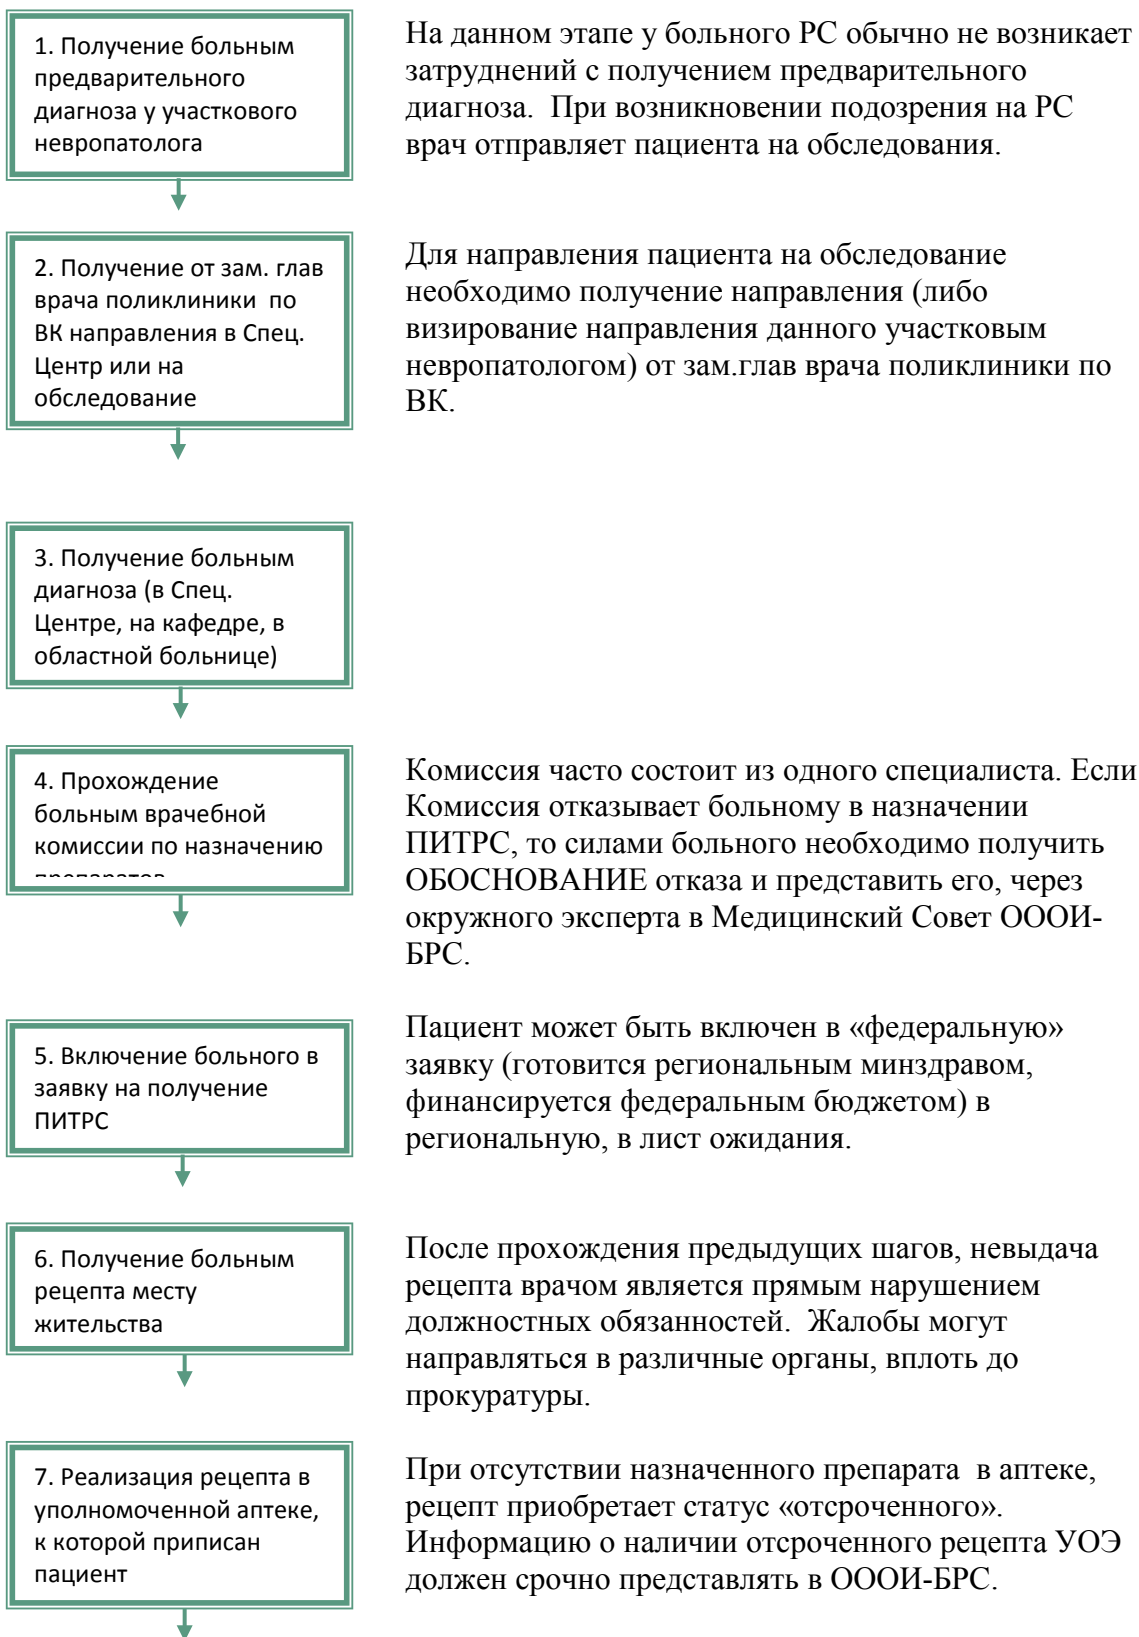 1. Получение больным
предварительного
диагноза у участкового
невропатолога
На данном этапе у больного РС обычно не возникает
затруднений с получением предварительного
диагноза.  При возникновении подозрения на РС
врач отправляет пациента на обследования.
2. Получение от зам. глав
врача поликлиники  по
ВК направления в Спец.
Центр или на
обследование
Для направления пациента на обследование
необходимо получение направления (либо
визирование направления данного участковым
невропатологом) от зам.глав врача поликлиники по
ВК.
3. Получение больным
диагноза (в Спец.
Центре, на кафедре, в
областной больнице)
4. Прохождение
больным врачебной
комиссии по назначению
препаратов
Комиссия часто состоит из одного специалиста. Если
Комиссия отказывает больному в назначении
ПИТРС, то силами больного необходимо получить
ОБОСНОВАНИЕ отказа и представить его, через
окружного эксперта в Медицинский Совет ОООИ-
БРС.
5. Включение больного в
заявку на получение
ПИТРС
Пациент может быть включен в «федеральную»
заявку (готовится региональным минздравом,
финансируется федеральным бюджетом) в
региональную, в лист ожидания.
6. Получение больным
рецепта месту
жительства
После прохождения предыдущих шагов, невыдача
рецепта врачом является прямым нарушением
должностных обязанностей.  Жалобы могут
направляться в различные органы, вплоть до
прокуратуры.
7. Реализация рецепта в
уполномоченной аптеке,
к которой приписан
пациент
При отсутствии назначенного препарата  в аптеке,
рецепт приобретает статус «отсроченного».
Информацию о наличии отсроченного рецепта УОЭ
должен срочно представлять в ОООИ-БРС.